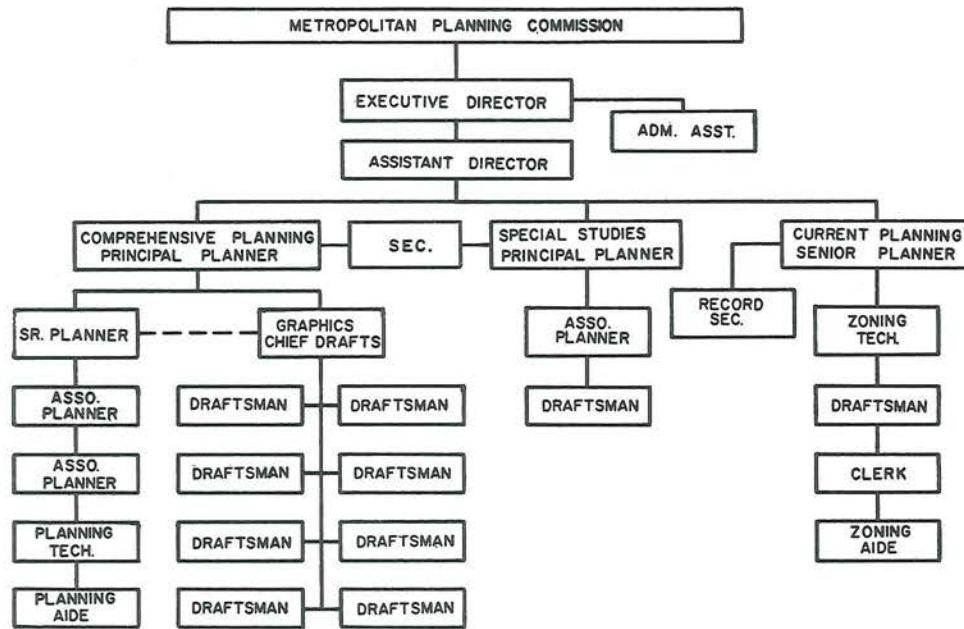 METROPOLITAN PLANNING COMMISSION
EXECUTIVE DIRECTOR
ADM. ASST.
ASSISTANT DIRECTOR
COMPREHENSIVE PLANNING
PRINCIPAL PLANNER
SEC.
SPECIAL STUDIES
PRINCIPAL PLANNER
CURRENT PLANNING
SENIOR PLANNER
RECORD
SEC.
SR. PLANNER
GRAPHICS
CHIEF DRAFTS
ASSO.
PLANNER
ZONING
TECH.
ASSO.
PLANNER
DRAFTSMAN
DRAFTSMAN
DRAFTSMAN
DRAFTSMAN
ASSO.
PLANNER
DRAFTSMAN
DRAFTSMAN
CLERK
PLANNING
TECH.
DRAFTSMAN
DRAFTSMAN
ZONING
AIDE
PLANNING
AIDE
DRAFTSMAN
DRAFTSMAN